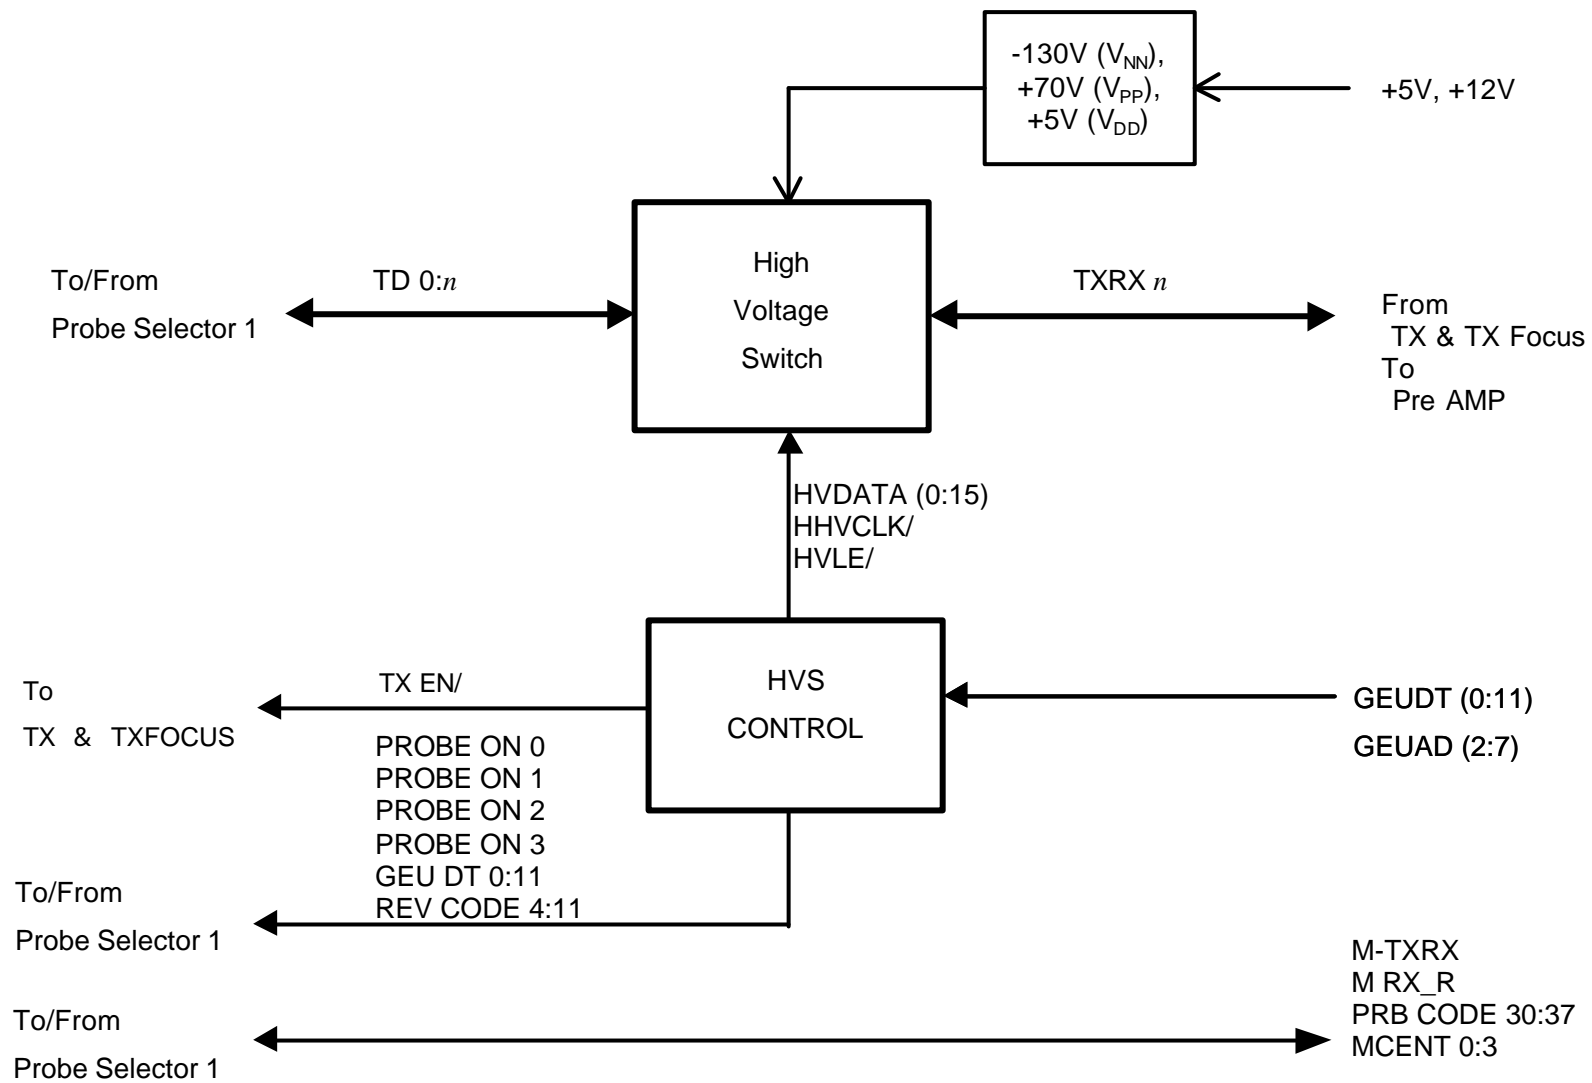 -130V (VNN),
+70V (VPP),
+5V (VDD)
+5V, +12V
High
Voltage
Switch
To/From
Probe Selector 1
TD 0:n
TXRX n
From
TX & TX Focus
To
Pre AMP
HVDATA (0:15)
HHVCLK/
HVLE/
HVS
CONTROL
To
TX & TXFOCUS
TX EN/
GEUDT (0:11)
GEUAD (2:7)
PROBE ON 0
PROBE ON 1
PROBE ON 2
PROBE ON 3
GEU DT 0:11
REV CODE 4:11
To/From
Probe Selector 1
To/From
Probe Selector 1
M-TXRX
M RX_R
PRB CODE 30:37
MCENT 0:3